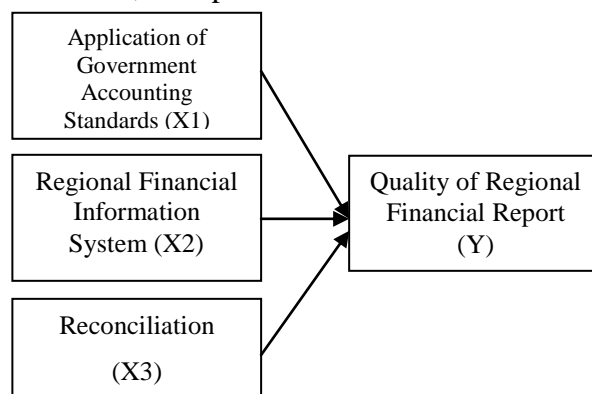 Application of
Government
Accounting
Standards (X1)
Regional Financial
Information
System (X2)
Reconciliation
(X3)
Quality of Regional
Financial Report
(Y)